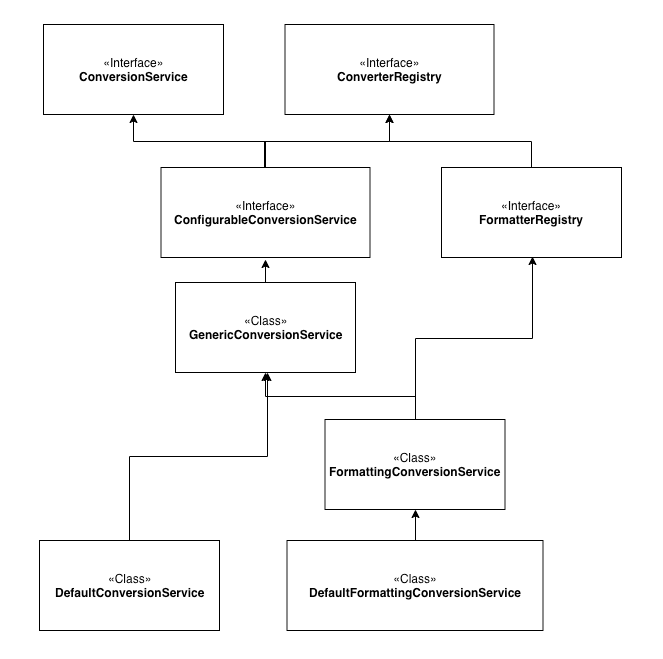 «Interface»
ConversionService
«Interface»
ConverterRegistry
«Interface»
ConfigurableConversionService
«Interface»
FormatterRegistry
«Class»
GenericConversionService
«Class»
FormattingConversionService
«Class»
DefaultConversionService
«Class»
DefaultFormattingConversionService